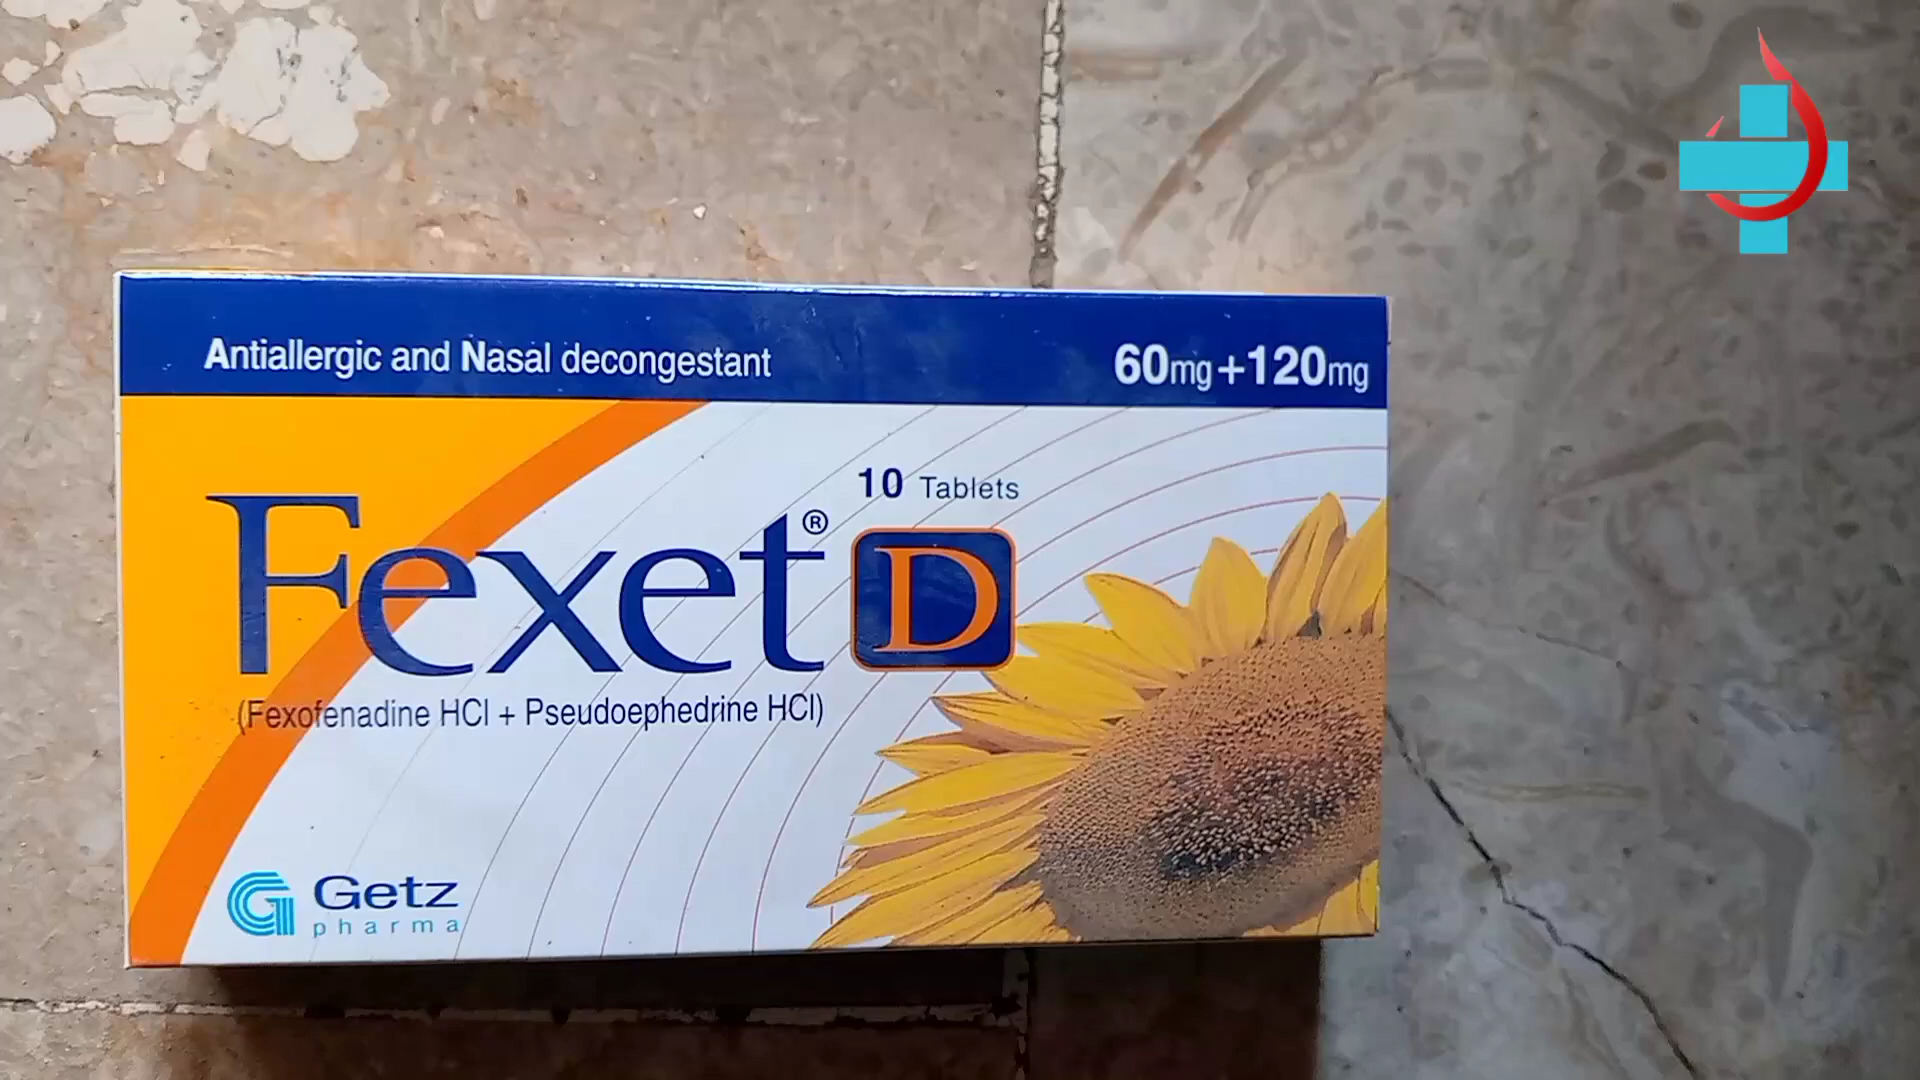 Antiallergic and Nasal decongestant 60mg+120mg
10 Tablets
Fexet® D
(Fexofenadine HCl + Pseudoephedrine HCl)
G Getz
pharma